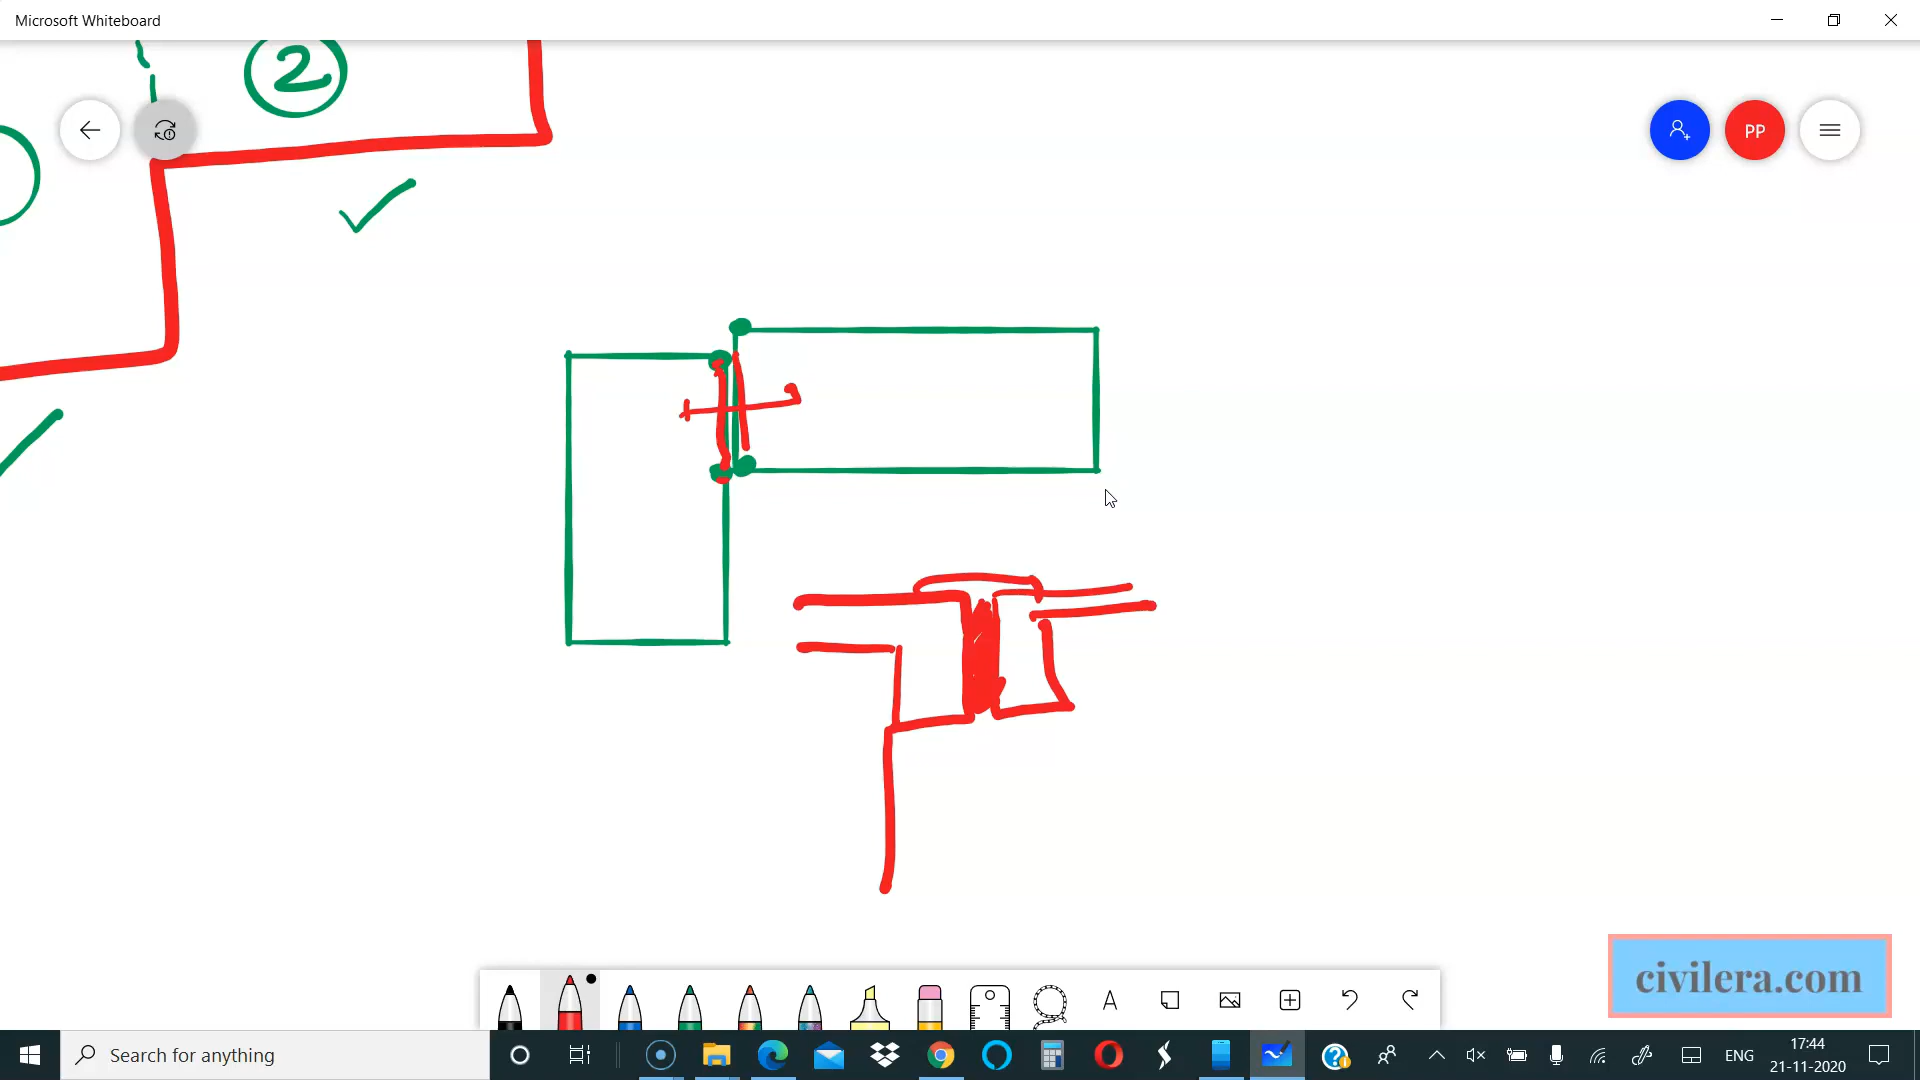 Microsoft Whiteboard
2
PP
civilera.com
Search for anything
ENG
17:44
21-11-2020